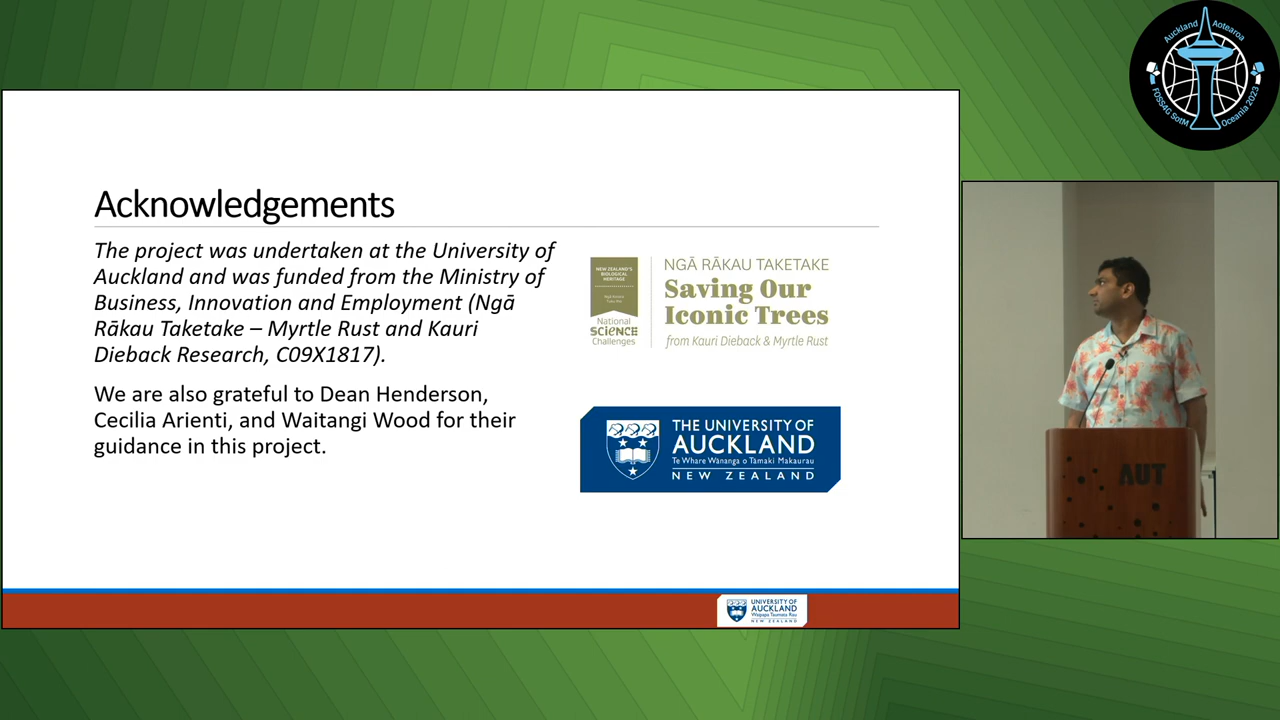 Auckland Aotearoa
FOSS4G SotM Oceania 2023
Acknowledgements
The project was undertaken at the University of
Auckland and was funded from the Ministry of
Business, Innovation and Employment (Ngā
Rākau Taketake – Myrtle Rust and Kauri
Dieback Research, C09X1817).
We are also grateful to Dean Henderson,
Cecilia Arienti, and Waitangi Wood for their
guidance in this project.
NEW ZEALAND'S
BIOLOGICAL
HERITAGE
National
SCIENCE
Challenges
NGĀ RĀKAU TAKETAKE
Saving Our
Iconic Trees
from Kauri Dieback & Myrtle Rust
THE UNIVERSITY OF
AUCKLAND
Te Whare Wānanga o Tāmaki Makaurau
NEW ZEALAND
UNIVERSITY OF
AUCKLAND
Waipapa Taumata Rau
NEW ZEALAND
AUT